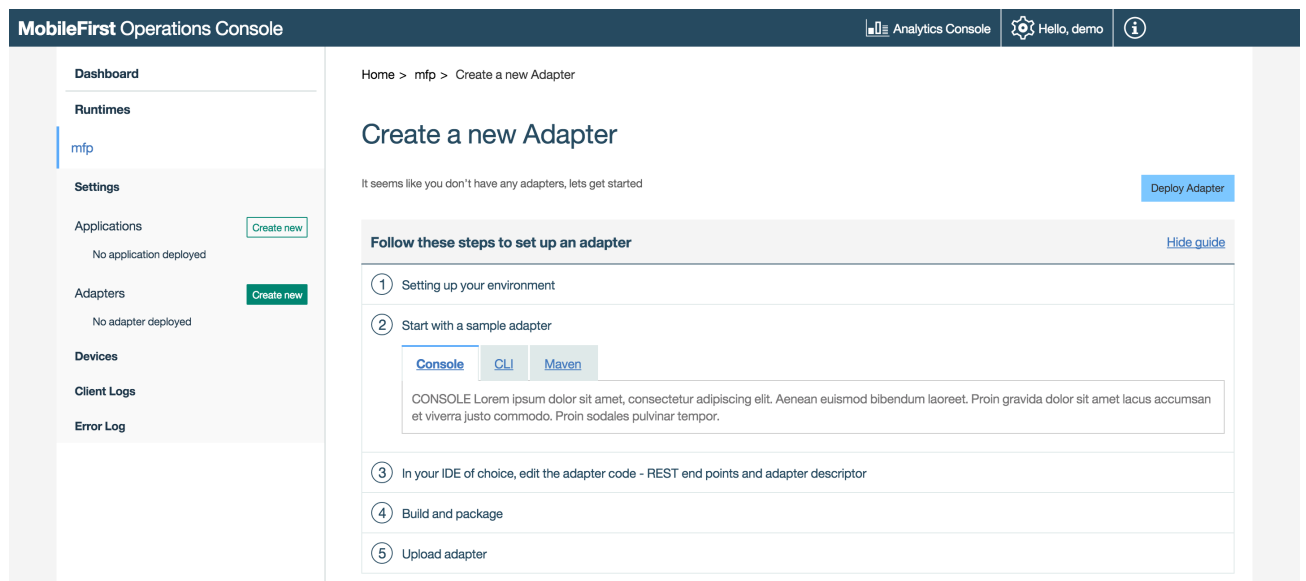 MobileFirst Operations Console
Analytics Console
Hello, demo
Dashboard
Runtimes
mfp
Settings
Applications
Create new
No application deployed
Adapters
Create new
No adapter deployed
Devices
Client Logs
Error Log
Home > mfp > Create a new Adapter
Create a new Adapter
It seems like you don't have any adapters, lets get started
Deploy Adapter
Follow these steps to set up an adapter
Hide guide
1 Setting up your environment
2 Start with a sample adapter
Console CLI Maven
CONSOLE Lorem ipsum dolor sit amet, consectetur adipiscing elit. Aenean euismod bibendum laoreet. Proin gravida dolor sit amet lacus accumsan
et viverra justo commodo. Proin sodales pulvinar tempor.
3 In your IDE of choice, edit the adapter code - REST end points and adapter descriptor
4 Build and package
5 Upload adapter